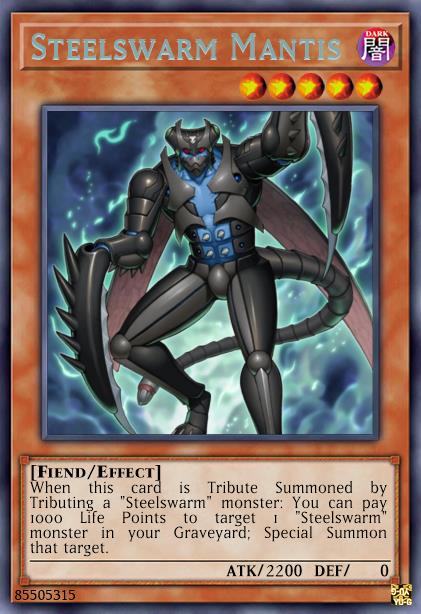 STEELSWARM MANTIS
DARK
闇
[FIEND/EFFECT]
When this card is Tribute Summoned by
Tributing a "Steelswarm" monster: You can pay
1000 Life Points to target 1 "Steelswarm"
monster in your Graveyard; Special Summon
that target.
ATK/2200 DEF/ 0
85505315